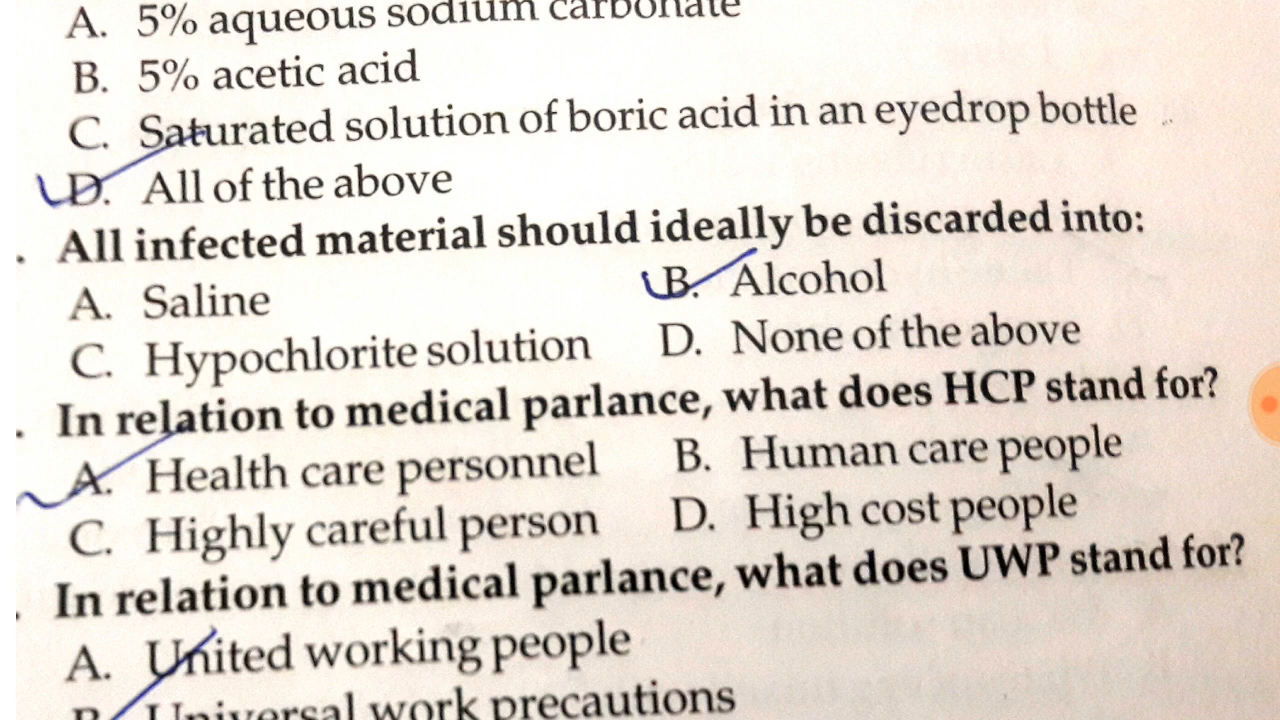 A. 5% aqueous sodium carbonate
B. 5% acetic acid
C. Saturated solution of boric acid in an eyedrop bottle
D. All of the above
. All infected material should ideally be discarded into:
A. Saline B. Alcohol
C. Hypochlorite solution D. None of the above
. In relation to medical parlance, what does HCP stand for?
A. Health care personnel B. Human care people
C. Highly careful person D. High cost people
. In relation to medical parlance, what does UWP stand for?
A. United working people
B. Universal work precautions